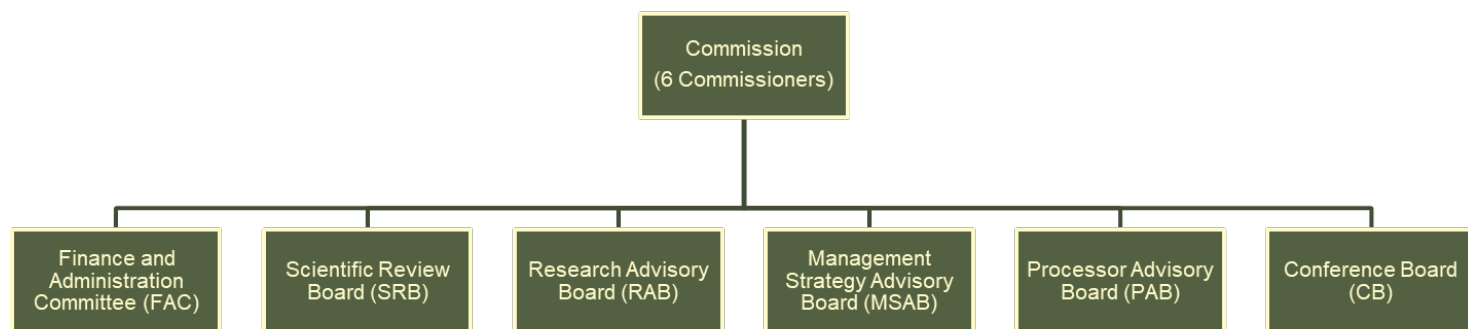 Commission
(6 Commissioners)
Finance and
Administration
Committee (FAC)
Scientific Review
Board (SRB)
Research Advisory
Board (RAB)
Management
Strategy Advisory
Board (MSAB)
Processor Advisory
Board (PAB)
Conference Board
(CB)